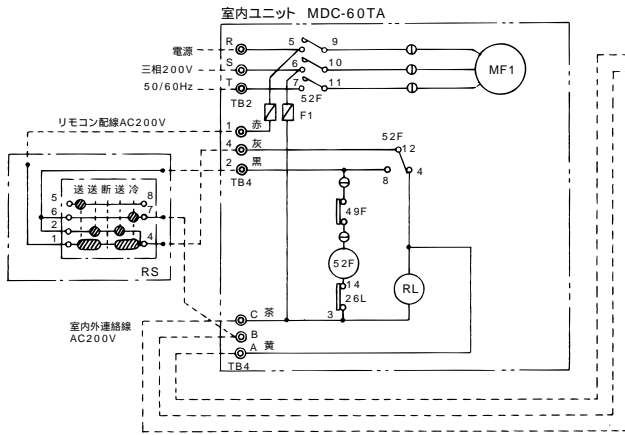 室内ユニット MDC-60TA
電源
R
5
9
三相200V
S
6
10
MF1
50/60Hz
T
7
11
TB2
52F
F1
リモコン配線AC200V
1
赤
4
灰
52F
12
2
黒
8
4
TB4
送送断送冷
5
8
6
7
2
1
4
RS
49F
52F
14
26L
RL
C 茶
3
室内外連絡線
AC200V
B
A 黄
TB4